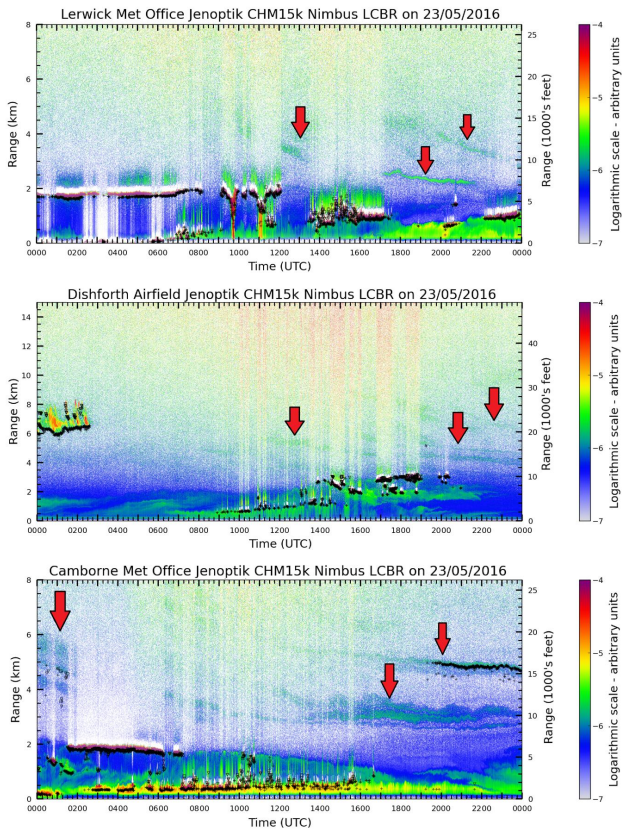 Lerwick Met Office Jenoptik CHM15k Nimbus LCBR on 23/05/2016
Range (km)
8
6
4
2
0
0000 0200 0400 0600 0800 1000 1200 1400 1600 1800 2000 2200 0000
Time (UTC)
25
20
15
10
5
0
Range (1000's feet)
−4
−5
−6
−7
Logarithmic scale - arbitrary units
Dishforth Airfield Jenoptik CHM15k Nimbus LCBR on 23/05/2016
Range (km)
14
12
10
8
6
4
2
0
0000 0200 0400 0600 0800 1000 1200 1400 1600 1800 2000 2200 0000
Time (UTC)
40
30
20
10
0
Range (1000's feet)
−4
−5
−6
−7
Logarithmic scale - arbitrary units
Camborne Met Office Jenoptik CHM15k Nimbus LCBR on 23/05/2016
Range (km)
8
6
4
2
0
0000 0200 0400 0600 0800 1000 1200 1400 1600 1800 2000 2200 0000
Time (UTC)
25
20
15
10
5
0
Range (1000's feet)
−4
−5
−6
−7
Logarithmic scale - arbitrary units